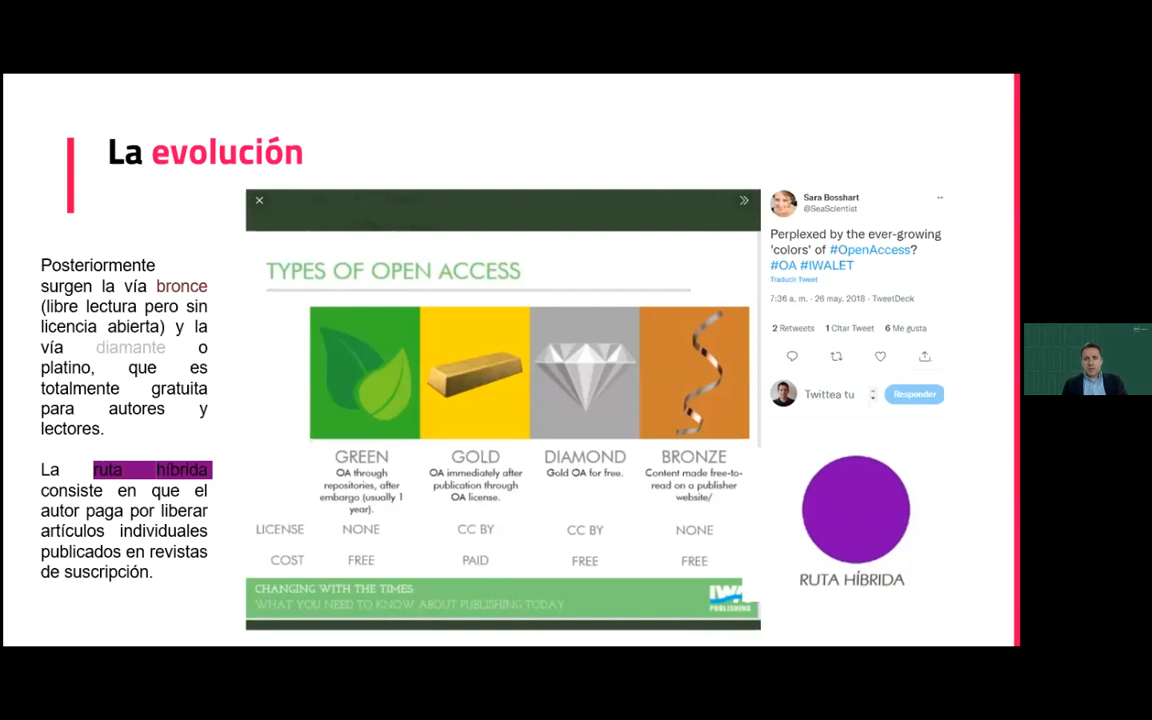 La evolución
Posteriormente
surgen la vía bronce
(libre lectura pero sin
licencia abierta) y la
vía diamante o
platino, que es
totalmente gratuita
para autores y
lectores.
La ruta híbrida
consiste en que el
autor paga por liberar
artículos individuales
publicados en revistas
de suscripción.
TYPES OF OPEN ACCESS
GREEN
OA through
repositories, after
embargo (usually 1
year).
GOLD
OA immediately after
publication through
OA license.
DIAMOND
Gold OA for free.
BRONZE
Content made free-to-
read on a publisher
website/
LICENSE NONE CC BY CC BY NONE
COST FREE PAID FREE FREE
CHANGING WITH THE TIMES
WHAT YOU NEED TO KNOW ABOUT PUBLISHING TODAY
IWA
PUBLISHING
Sara Bosshart
@SeaScientist
Perplexed by the ever-growing
'colors' of #OpenAccess?
#OA #IWALET
Traducir Tweet
7:36 a. m. · 26 may. 2018 · TweetDeck
2 Retweets 1 Citar Tweet 6 Me gusta
Twittea tu
Responder
RUTA HÍBRIDA